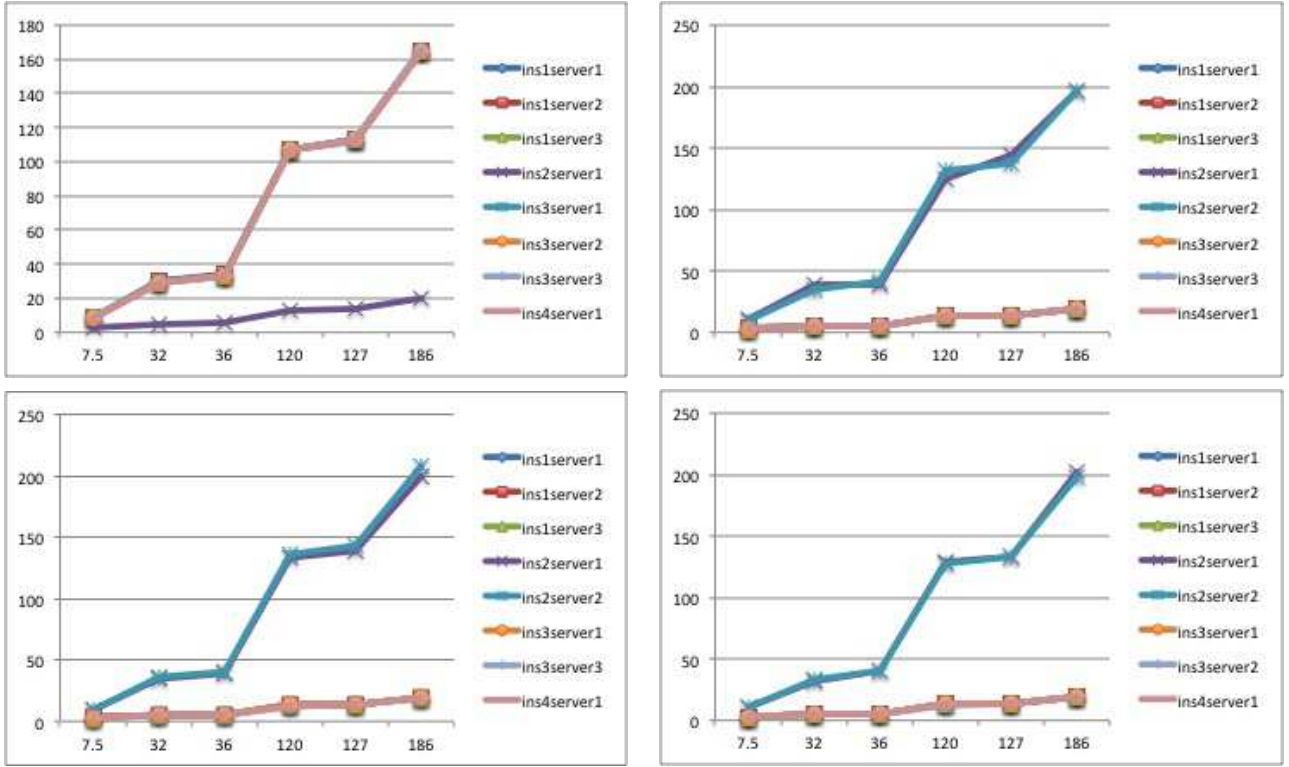 180
160
140
120
100
80
60
40
20
0
7.5 32 36 120 127 186
ins1server1
ins1server2
ins1server3
ins2server1
ins3server1
ins3server2
ins3server3
ins4server1
250
200
150
100
50
0
7.5 32 36 120 127 186
ins1server1
ins1server2
ins1server3
ins2server1
ins2server2
ins3server2
ins3server3
ins4server1
250
200
150
100
50
0
7.5 32 36 120 127 186
ins1server1
ins1server2
ins1server3
ins2server1
ins2server2
ins3server1
ins3server3
ins4server1
250
200
150
100
50
0
7.5 32 36 120 127 186
ins1server1
ins1server2
ins1server3
ins2server1
ins2server2
ins3server1
ins3server2
ins4server1